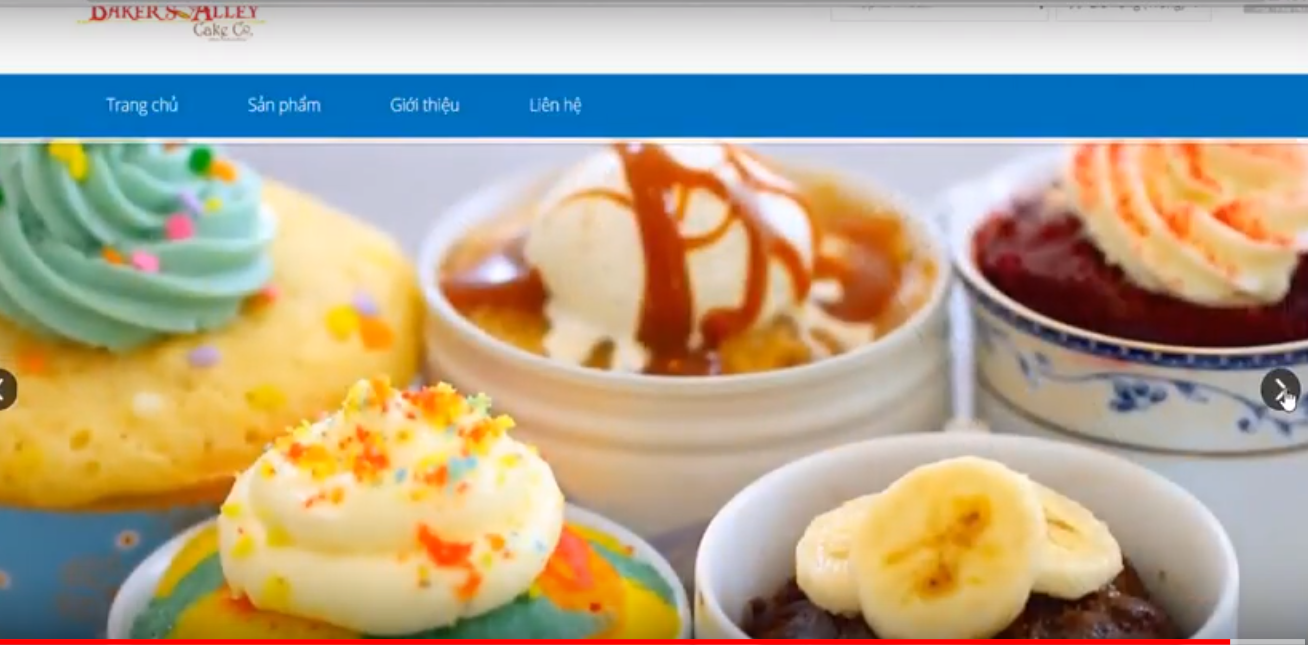 BAKER'S ALLEY
Cake Co.
Trang chủ
Sản phẩm
Giới thiệu
Liên hệ